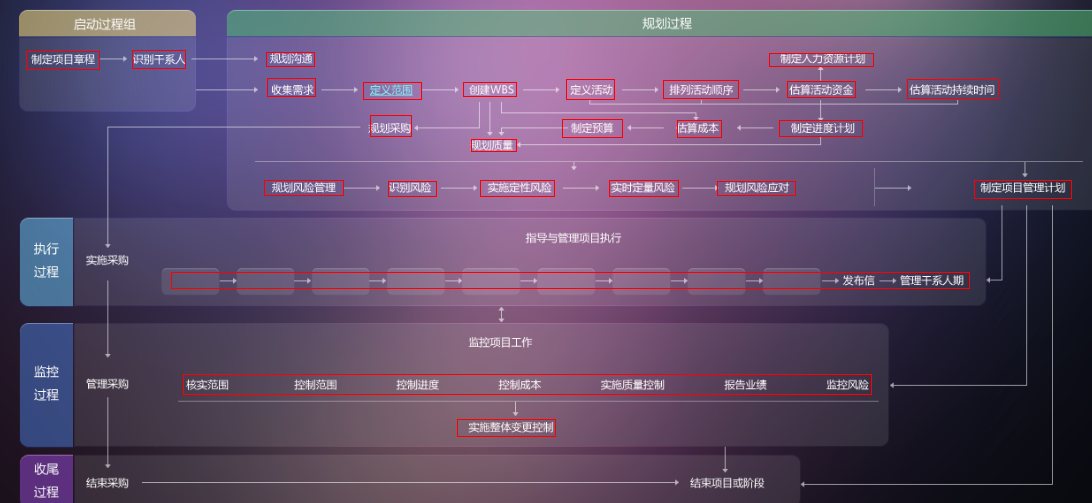 启动过程组
规划过程
制定项目章程
识别干系人
规划沟通
制定人力资源计划
收集需求
定义范围
创建WBS
定义活动
排列活动顺序
估算活动资金
估算活动持续时间
规划采购
制定预算
估算成本
制定进度计划
规划质量
规划风险管理
识别风险
实施定性风险
实时定量风险
规划风险应对
制定项目管理计划
执行
过程
指导与管理项目执行
实施采购
发布信
管理干系人期
监控
过程
监控项目工作
管理采购
核实范围
控制范围
控制进度
控制成本
实施质量控制
报告业绩
监控风险
实施整体变更控制
收尾
过程
结束采购
结束项目或阶段